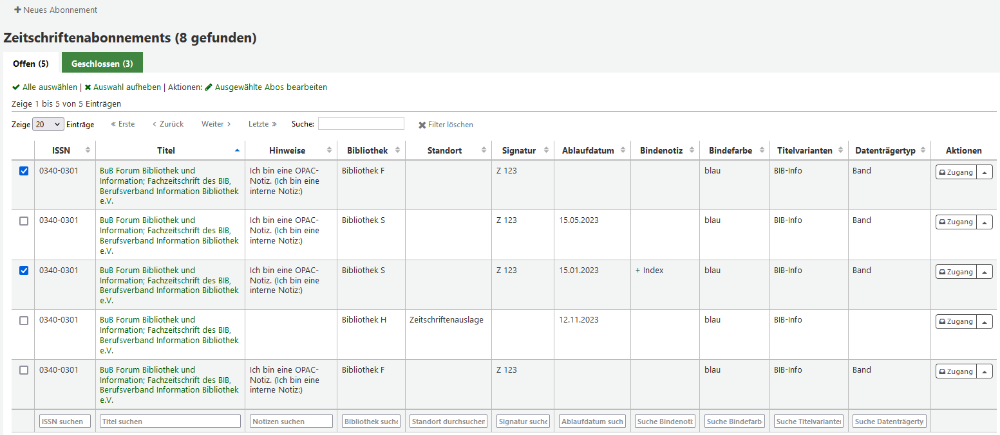 Neues Abonnement
Zeitschriftenabonnements (8 gefunden)
Offen (5) Geschlossen (3)
Alle auswählen | Auswahl aufheben | Aktionen: Ausgewählte Abos bearbeiten
Zeige 1 bis 5 von 5 Einträgen
Zeige 20 Einträge « Erste ‹ Zurück Weiter › Letzte » Suche: Filter löschen
ISSN Titel Hinweise Bibliothek Standort Signatur Ablaufdatum Bindenotiz Bindefarbe Titelvarianten Datenträgertyp Aktionen
0340-0301 BuB Forum Bibliothek und Ich bin eine OPAC- Bibliothek F Z 123 blau BIB-Info Band Zugang
Information; Fachzeitschrift des BIB, Notiz. (Ich bin eine
Berufsverband Information Bibliothek interne Notiz:)
e.V.
0340-0301 BuB Forum Bibliothek und Ich bin eine OPAC- Bibliothek S Z 123 15.05.2023 blau BIB-Info Band Zugang
Information; Fachzeitschrift des BIB, Notiz. (Ich bin eine
Berufsverband Information Bibliothek interne Notiz:)
e.V.
0340-0301 BuB Forum Bibliothek und Ich bin eine OPAC- Bibliothek S Z 123 15.01.2023 + Index blau BIB-Info Band Zugang
Information; Fachzeitschrift des BIB, Notiz. (Ich bin eine
Berufsverband Information Bibliothek interne Notiz:)
e.V.
0340-0301 BuB Forum Bibliothek und Bibliothek H Zeitschriftenauslage 12.11.2023 blau BIB-Info Zugang
Information; Fachzeitschrift des BIB,
Berufsverband Information Bibliothek
e.V.
0340-0301 BuB Forum Bibliothek und Ich bin eine OPAC- Bibliothek F Z 123 blau BIB-Info Band Zugang
Information; Fachzeitschrift des BIB, Notiz. (Ich bin eine
Berufsverband Information Bibliothek interne Notiz:)
e.V.
ISSN suchen Titel suchen Notizen suchen Bibliothek suche Standort durchsuchen Signatur suche Ablaufdatum such Suche Bindenoti Suche Bindefarb Suche Titelvarianten Suche Datenträgerty